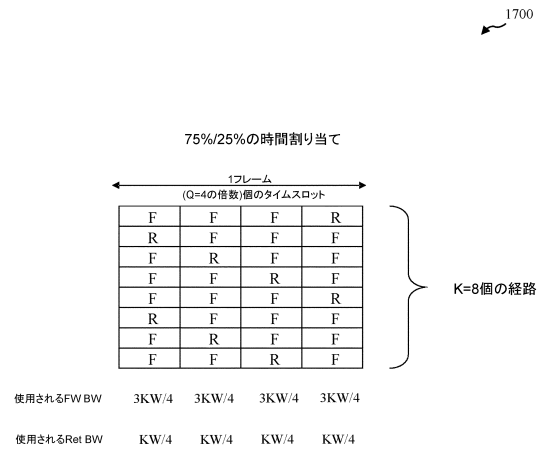 1700
75%/25%の時間割り当て
1フレーム
(Q=4の倍数)個のタイムスロット
F F F R
R F F F
F R F F
F F R F
F F F R
R F F F
F R F F
F F R F
K=8個の経路
使用されるFW BW 3KW/4 3KW/4 3KW/4 3KW/4
使用されるRet BW KW/4 KW/4 KW/4 KW/4